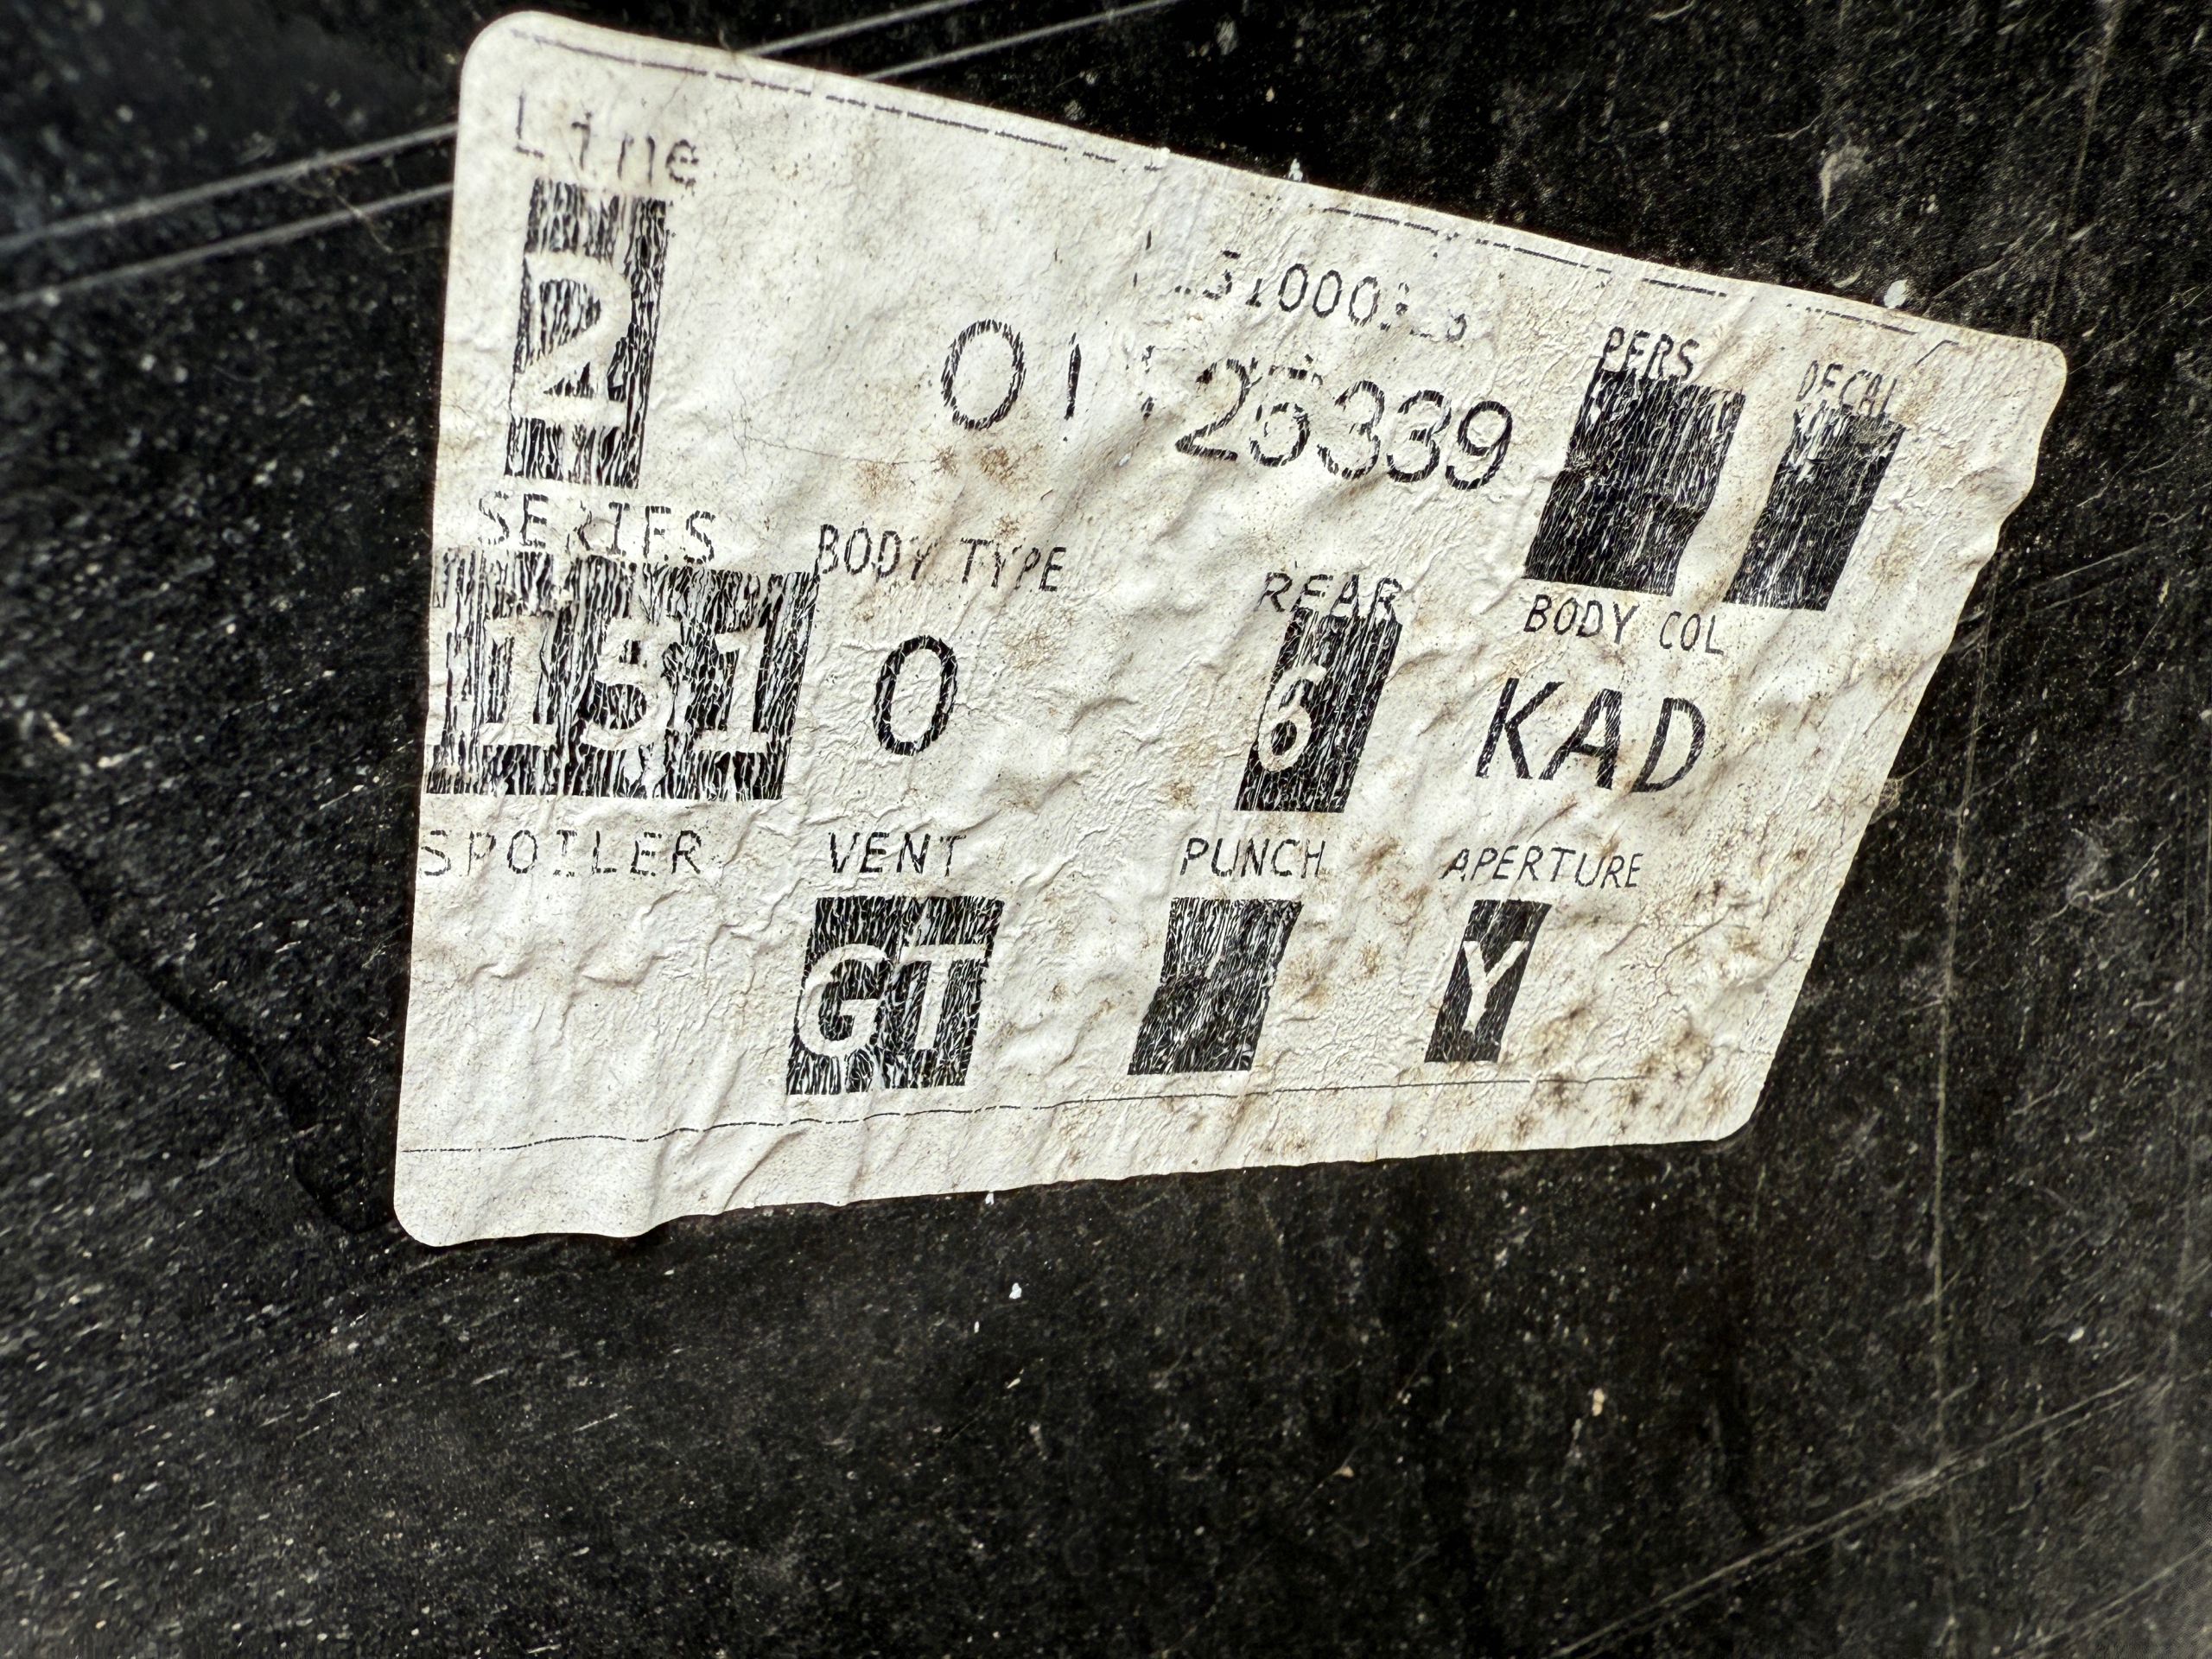 Line
2
PERS DECAL
25339
SERIES BODY TYPE REAR BODY COL
151 0 6 KAD
SPOILER VENT PUNCH APERTURE
GT Y